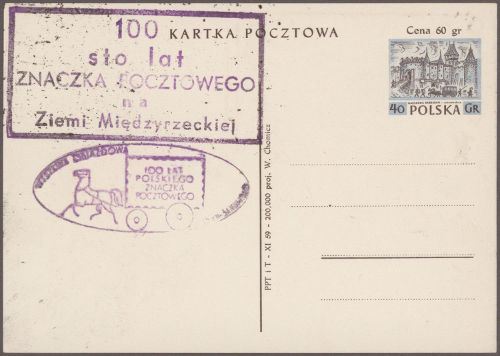 100
sto lat
ZNACZKA POCZTOWEGO
na
Ziemi Międzyrzeckiej
KARTKA POCZTOWA
Cena 60 gr
40 POLSKA GR
100 LAT
POLSKIEGO
ZNACZKA
POCZTOWEGO
PPT i T - XI 59 - 200,000 proj. W. Chomicz